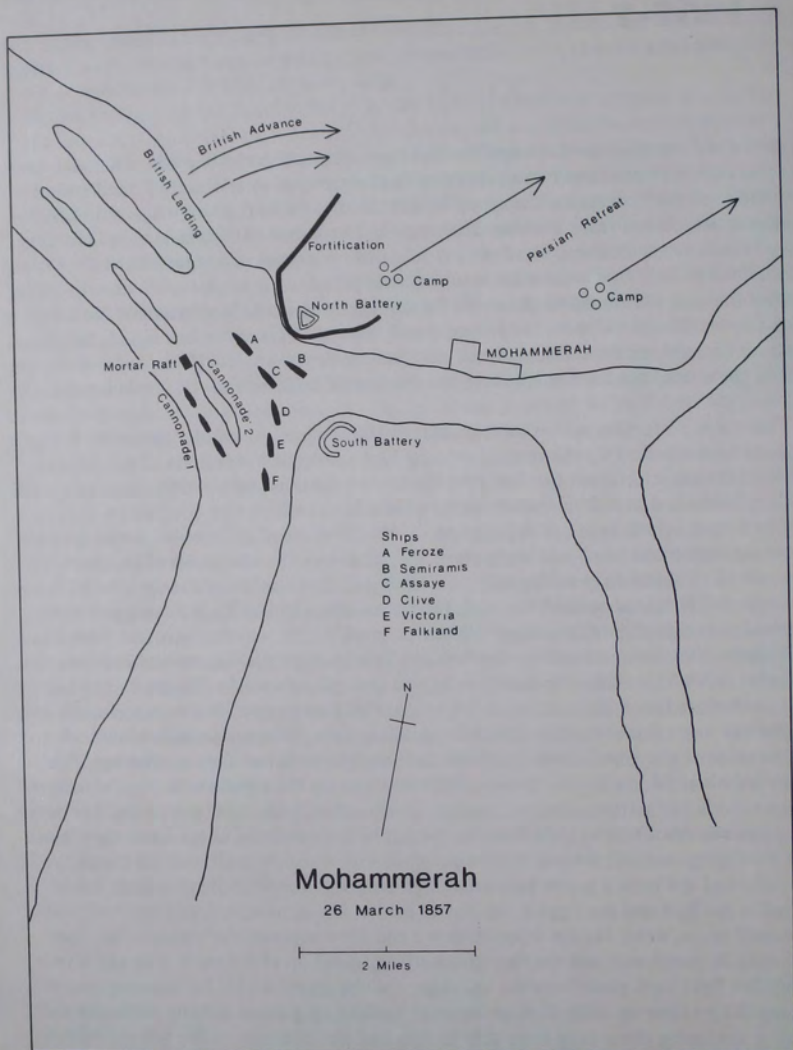 British Advance
British Landing
Fortification
Persian Retreat
Camp
Camp
North Battery
A
B
C
MOHAMMERAH
Mortar Raft
Cannonade 1
Cannonade 2
D
E
F
South Battery
Ships
A Feroze
B Semiramis
C Assaye
D Clive
E Victoria
F Falkland
N
Mohammerah
26 March 1857
2 Miles